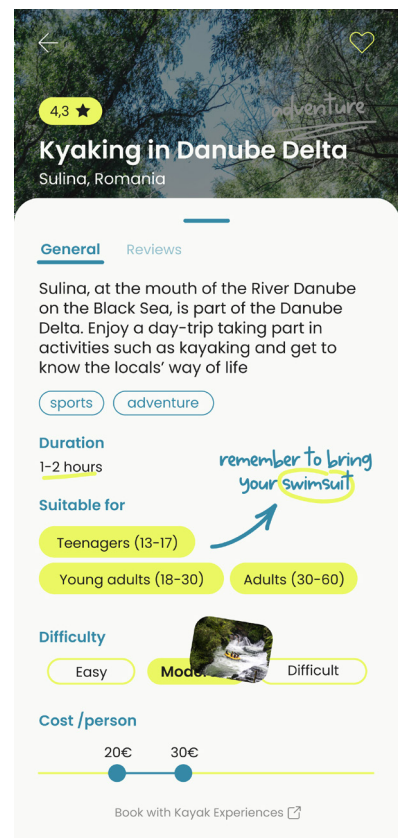 adventure
4,3
Kyaking in Danube Delta
Sulina, Romania
General
Reviews
Sulina, at the mouth of the River Danube
on the Black Sea, is part of the Danube
Delta. Enjoy a day-trip taking part in
activities such as kayaking and get to
know the locals’ way of life
sports
adventure
Duration
1-2 hours
remember to bring
your swimsuit
Suitable for
Teenagers (13-17)
Young adults (18-30)
Adults (30-60)
Difficulty
Easy
Difficult
Cost /person
20€
30€
Book with Kayak Experiences